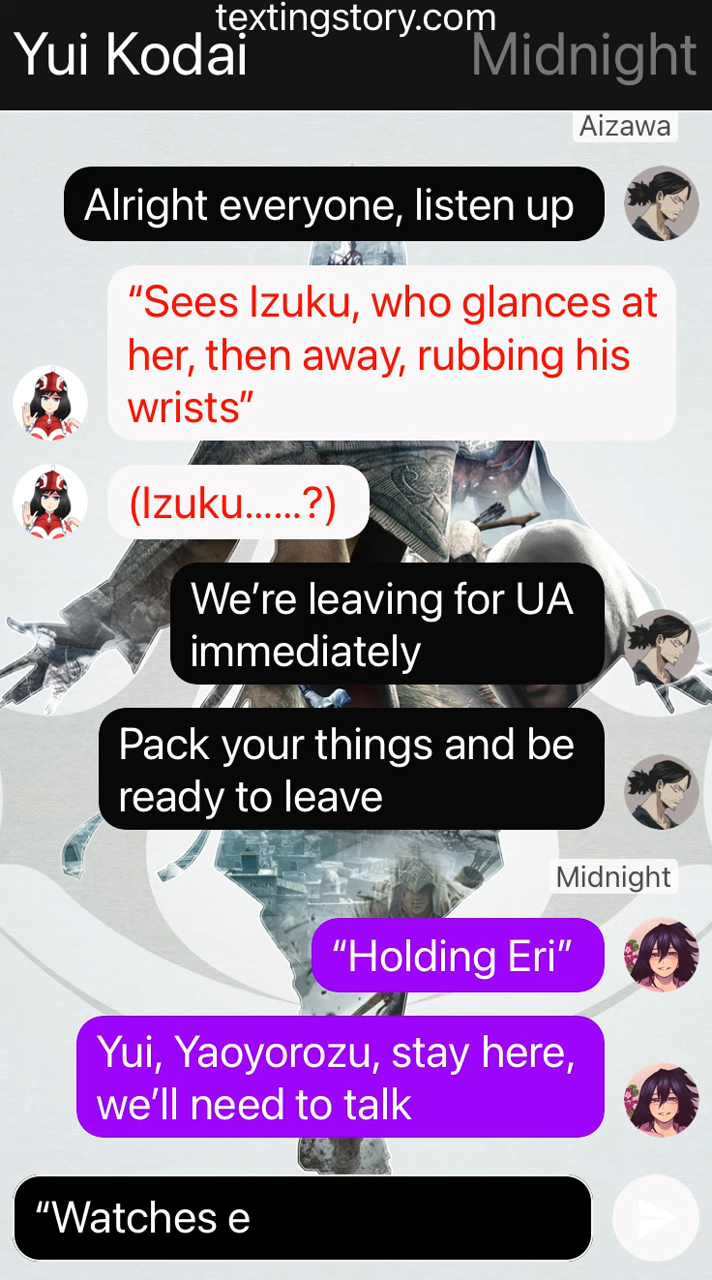 textingstory.com
Yui Kodai
Midnight
Aizawa
Alright everyone, listen up
“Sees Izuku, who glances at
her, then away, rubbing his
wrists”
(Izuku......?)
We’re leaving for UA
immediately
Pack your things and be
ready to leave
Midnight
“Holding Eri”
Yui, Yaoyorozu, stay here,
we’ll need to talk
“Watches e